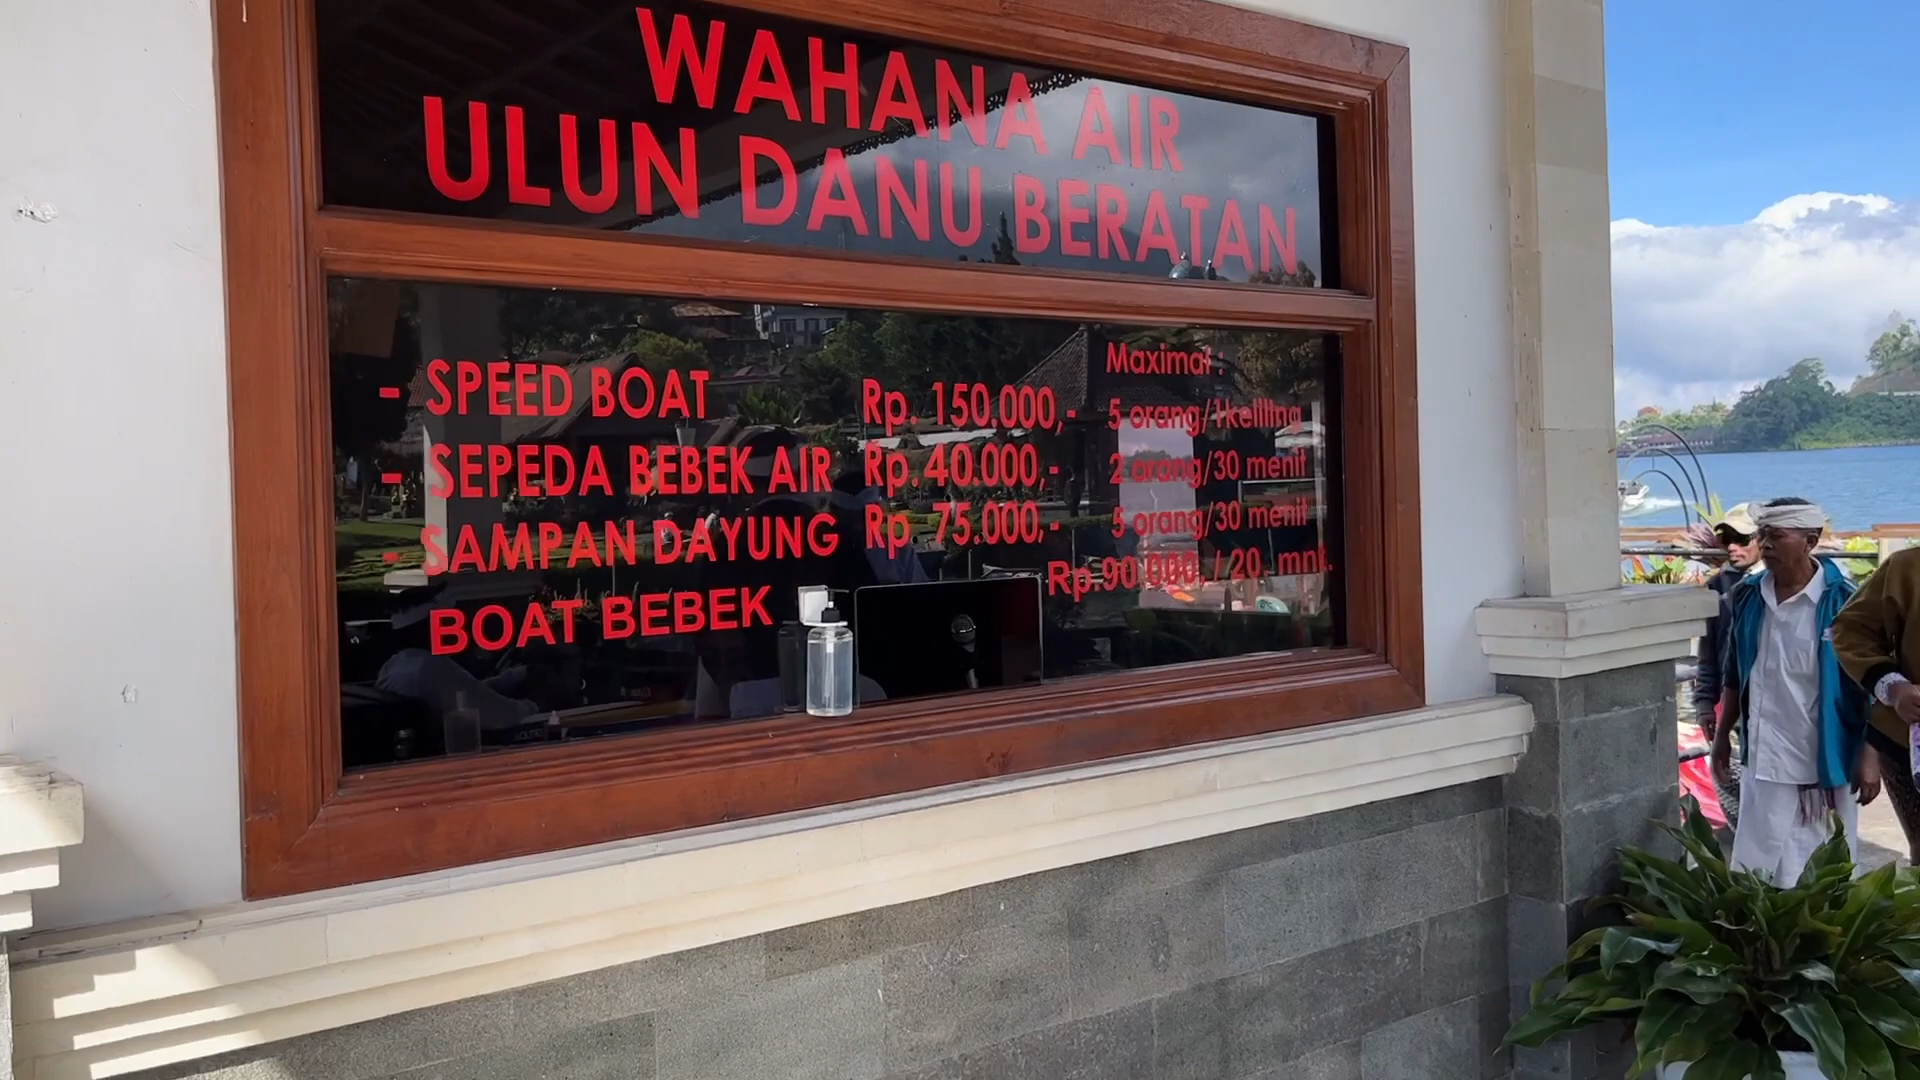 WAHANA AIR
ULUN DANU BERATAN
Maximal :
- SPEED BOAT Rp. 150.000,- 5 orang/1 keliling
- SEPEDA BEBEK AIR Rp. 40.000,- 2 orang/30 menit
- SAMPAN DAYUNG Rp. 75.000,- 5 orang/30 menit
BOAT BEBEK Rp.90.000,/ 20 mnt.